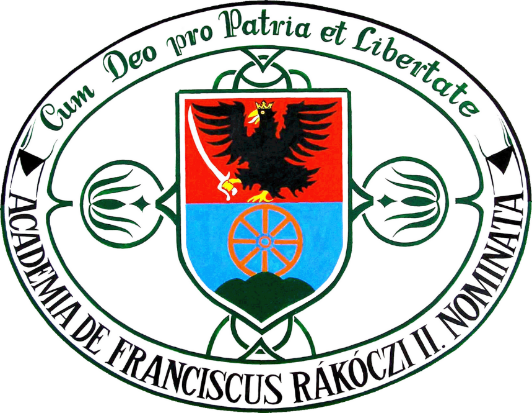 Cum Deo pro Patria et Libertate
ACADEMIA DE FRANCISCUS RÁKÓCZI II. NOMINATA